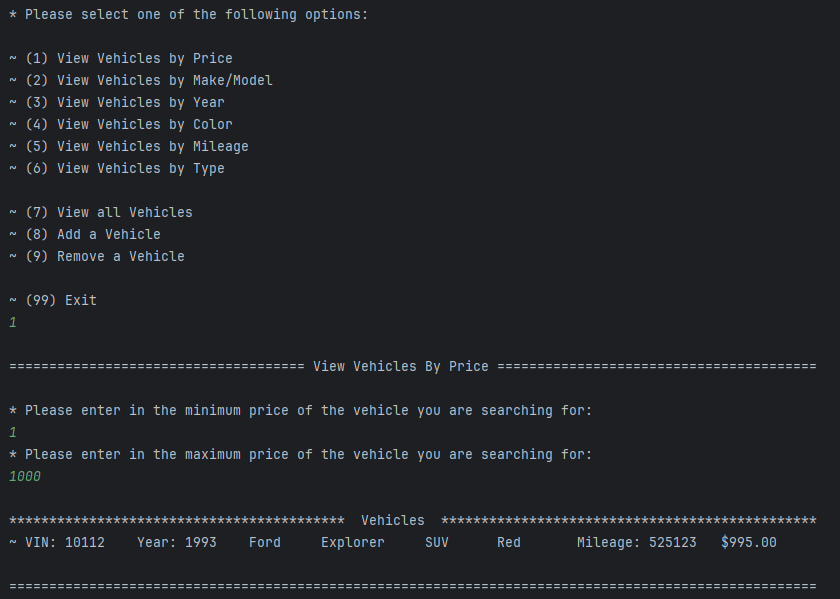 * Please select one of the following options:
~ (1) View Vehicles by Price
~ (2) View Vehicles by Make/Model
~ (3) View Vehicles by Year
~ (4) View Vehicles by Color
~ (5) View Vehicles by Mileage
~ (6) View Vehicles by Type
~ (7) View all Vehicles
~ (8) Add a Vehicle
~ (9) Remove a Vehicle
~ (99) Exit
1
===================================== View Vehicles By Price ========================================
* Please enter in the minimum price of the vehicle you are searching for:
1
* Please enter in the maximum price of the vehicle you are searching for:
1000
******************************************  Vehicles  ***********************************************
~ VIN: 10112    Year: 1993    Ford     Explorer     SUV      Red       Mileage: 525123   $995.00
=====================================================================================================